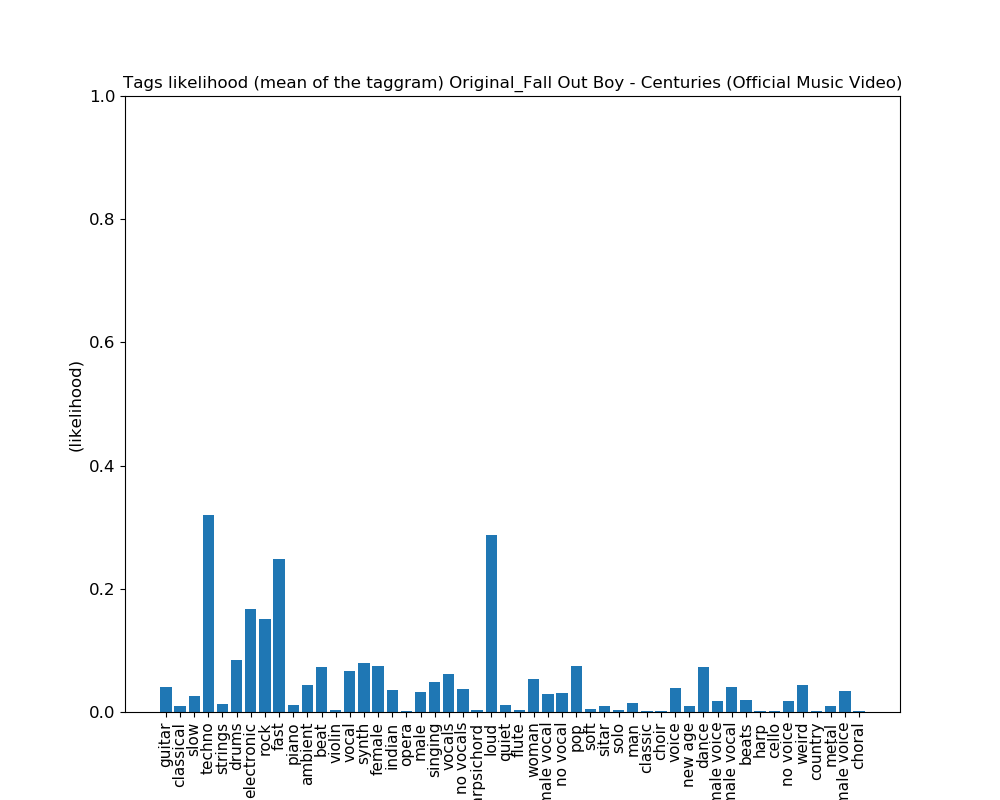 Tags likelihood (mean of the taggram) Original_Fall Out Boy - Centuries (Official Music Video)
1.0
0.8
0.6
0.4
0.2
0.0
(likelihood)
guitar
classical
slow
techno
strings
drums
electronic
rock
fast
piano
ambient
beat
violin
vocal
synth
female
indian
opera
male
singing
vocals
no vocals
arpsichord
loud
quiet
flute
woman
male vocal
no vocal
pop
soft
sitar
solo
man
classic
choir
voice
new age
dance
male voice
male vocal
beats
harp
cello
no voice
weird
country
metal
male voice
choral